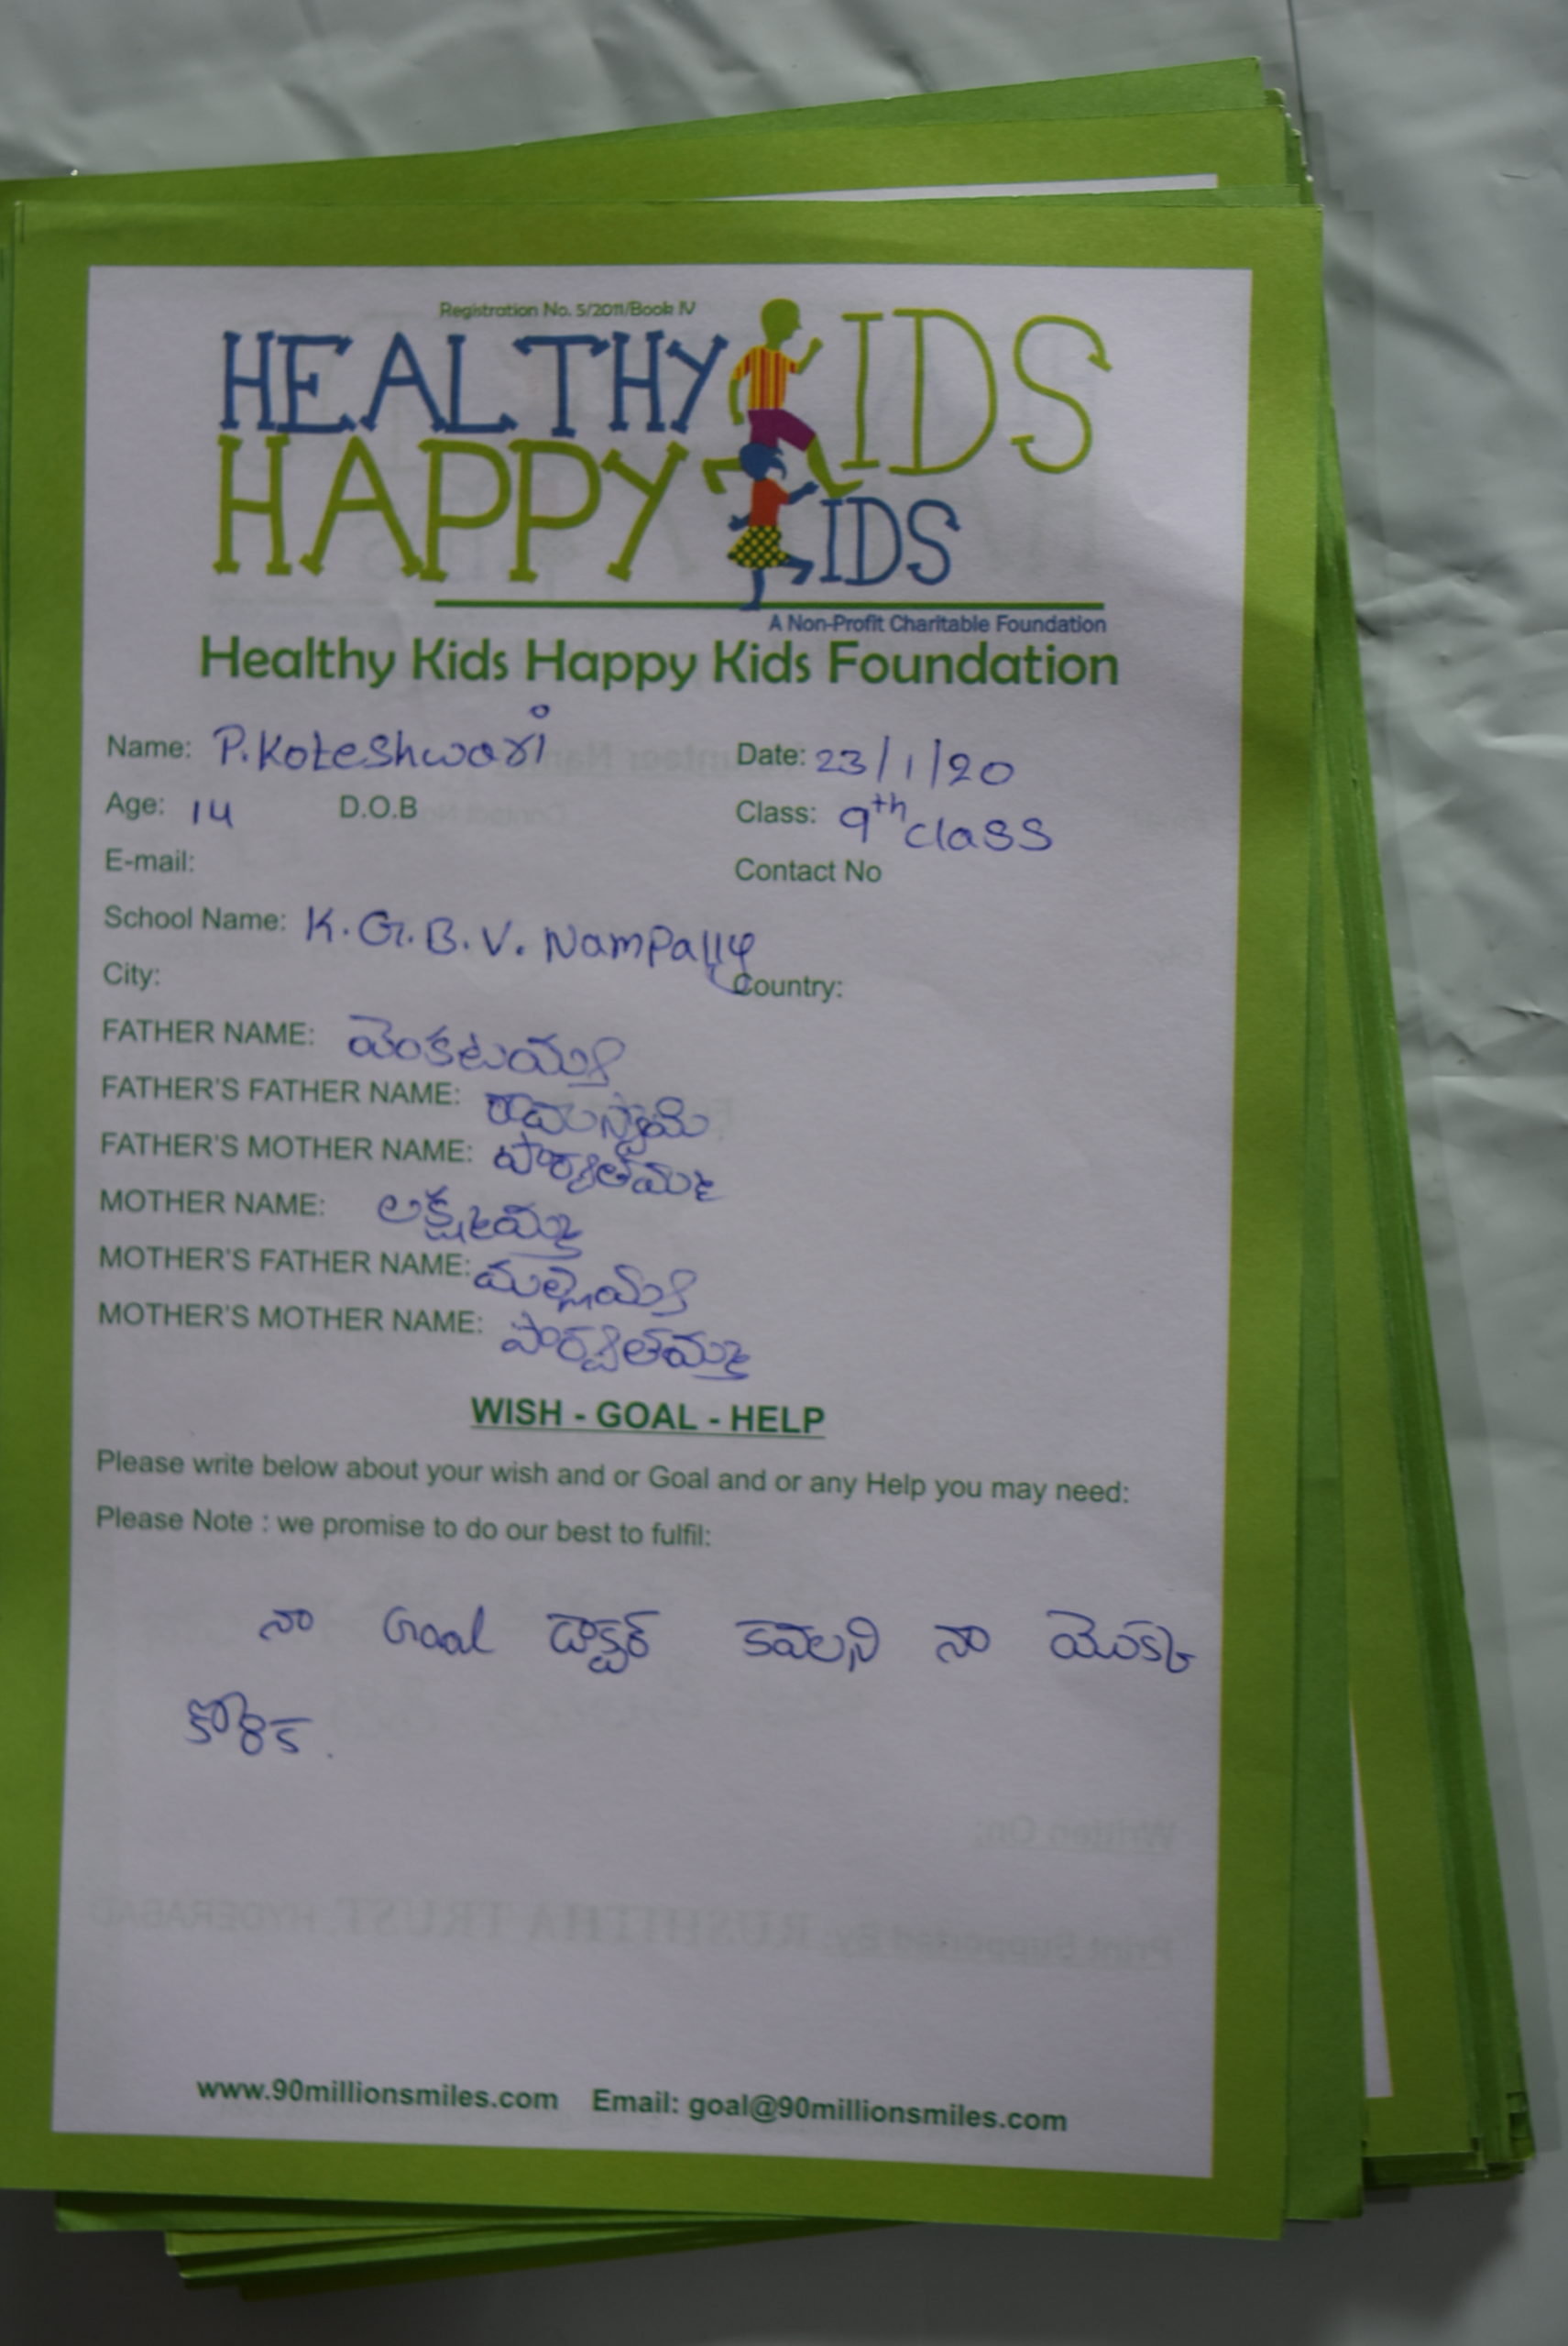 Registration No. 5/2011/Book IV
HEALTHY KIDS
HAPPY KIDS
A Non-Profit Charitable Foundation
Healthy Kids Happy Kids Foundation
Name: P. Koteshwari Date: 23/1/20
Age: 14 D.O.B Class: 9th class
E-mail: Contact No
School Name: K.G.B.V. Nampally
City: Country:
FATHER NAME: వెంకటయ్య
FATHER'S FATHER NAME: రామస్వామి
FATHER'S MOTHER NAME: పార్వతమ్మ
MOTHER NAME: లక్ష్మమ్మ
MOTHER'S FATHER NAME: మల్లయ్య
MOTHER'S MOTHER NAME: పార్వతమ్మ
WISH - GOAL - HELP
Please write below about your wish and or Goal and or any Help you may need:
Please Note : we promise to do our best to fulfil:
నా Goal డాక్టర్ కవలని నా యొక్క
కోరిక.
www.90millionsmiles.com Email: goal@90millionsmiles.com